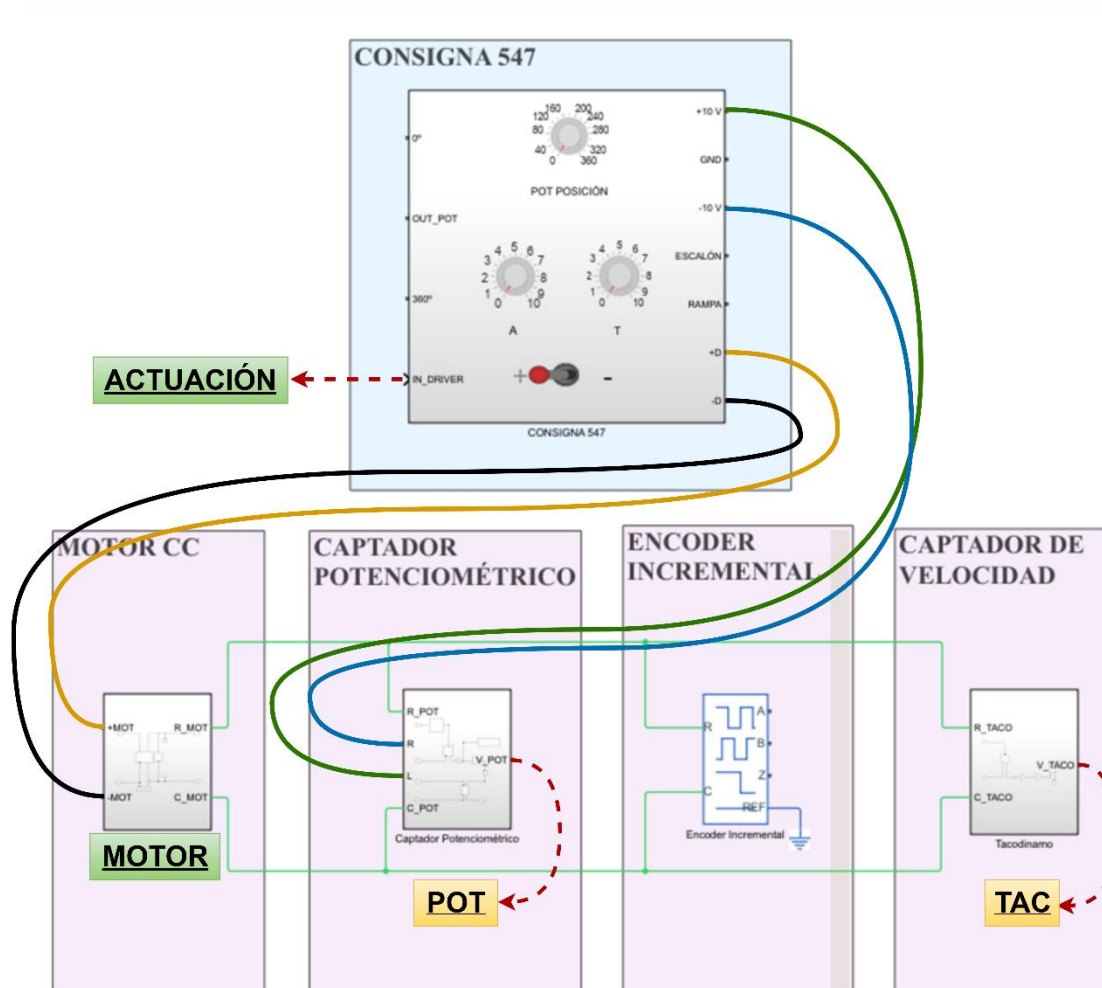 CONSIGNA 547
160 200
120 240
80 280
40 320
0 360
POT POSICIÓN
+10 V
GND
-10 V
ESCALÓN
RAMPA
+D
-D
0º
OUT_POT
360º
IN_DRIVER
4 5 6
3 7
2 8
1 9
0 10
A
4 5 6
3 7
2 8
1 9
0 10
T
+ -
CONSIGNA 547
ACTUACIÓN
MOTOR CC
+MOT R_MOT
-MOT C_MOT
MOTOR
CAPTADOR
POTENCIOMÉTRICO
R_POT
R
V_POT
L
C_POT
Captador Potenciométrico
POT
ENCODER
INCREMENTAL
A
R
B
Z
C
REF
Encoder Incremental
CAPTADOR DE
VELOCIDAD
R_TACO
V_TACO
C_TACO
Tacodinamo
TAC